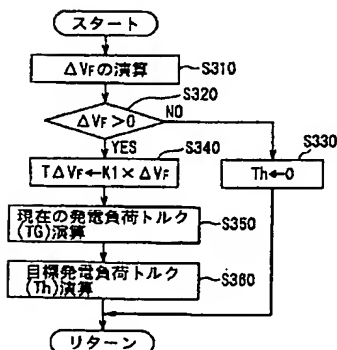 スタート
ΔVFの演算
S310
S320
ΔVF>0
NO
YES
S330
S340
TΔVF←K1×ΔVF
Th←0
現在の発電負荷トルク
(TG)演算
S350
目標発電負荷トルク
(Th)演算
S360
リターン